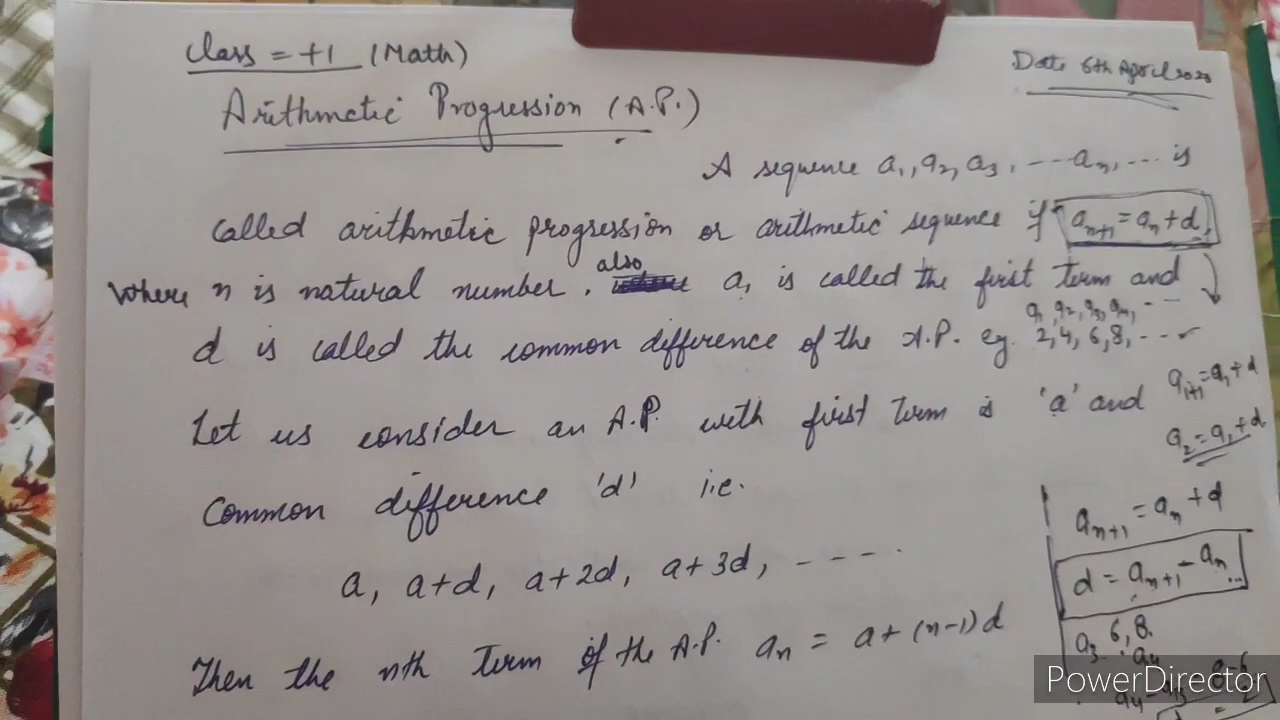 Class = +1 (Math)
Date 6th April 2020
Arithmetic Progression (A.P.)
A sequence a₁, a₂, a₃, ---aₙ, --- is
called arithmetic progression or arithmetic sequence if aₙ₊₁ = aₙ + d,
where n is natural number. also a₁ is called the first term and
a₁, a₂, a₃, a₄, - -
d is called the common difference of the A.P. eg. 2, 4, 6, 8, ---
a₁₊₁ = a₁ + d
Let us consider an A.P. with first term is 'a' and
a₂ = a₁ + d
Common difference 'd' i.e.
aₙ₊₁ = aₙ + d
a, a+d, a+2d, a+3d, - - - -
d = aₙ₊₁ - aₙ
Then the nth term of the A.P. aₙ = a + (n-1)d
6, 8.
a₃ a₄
PowerDirector